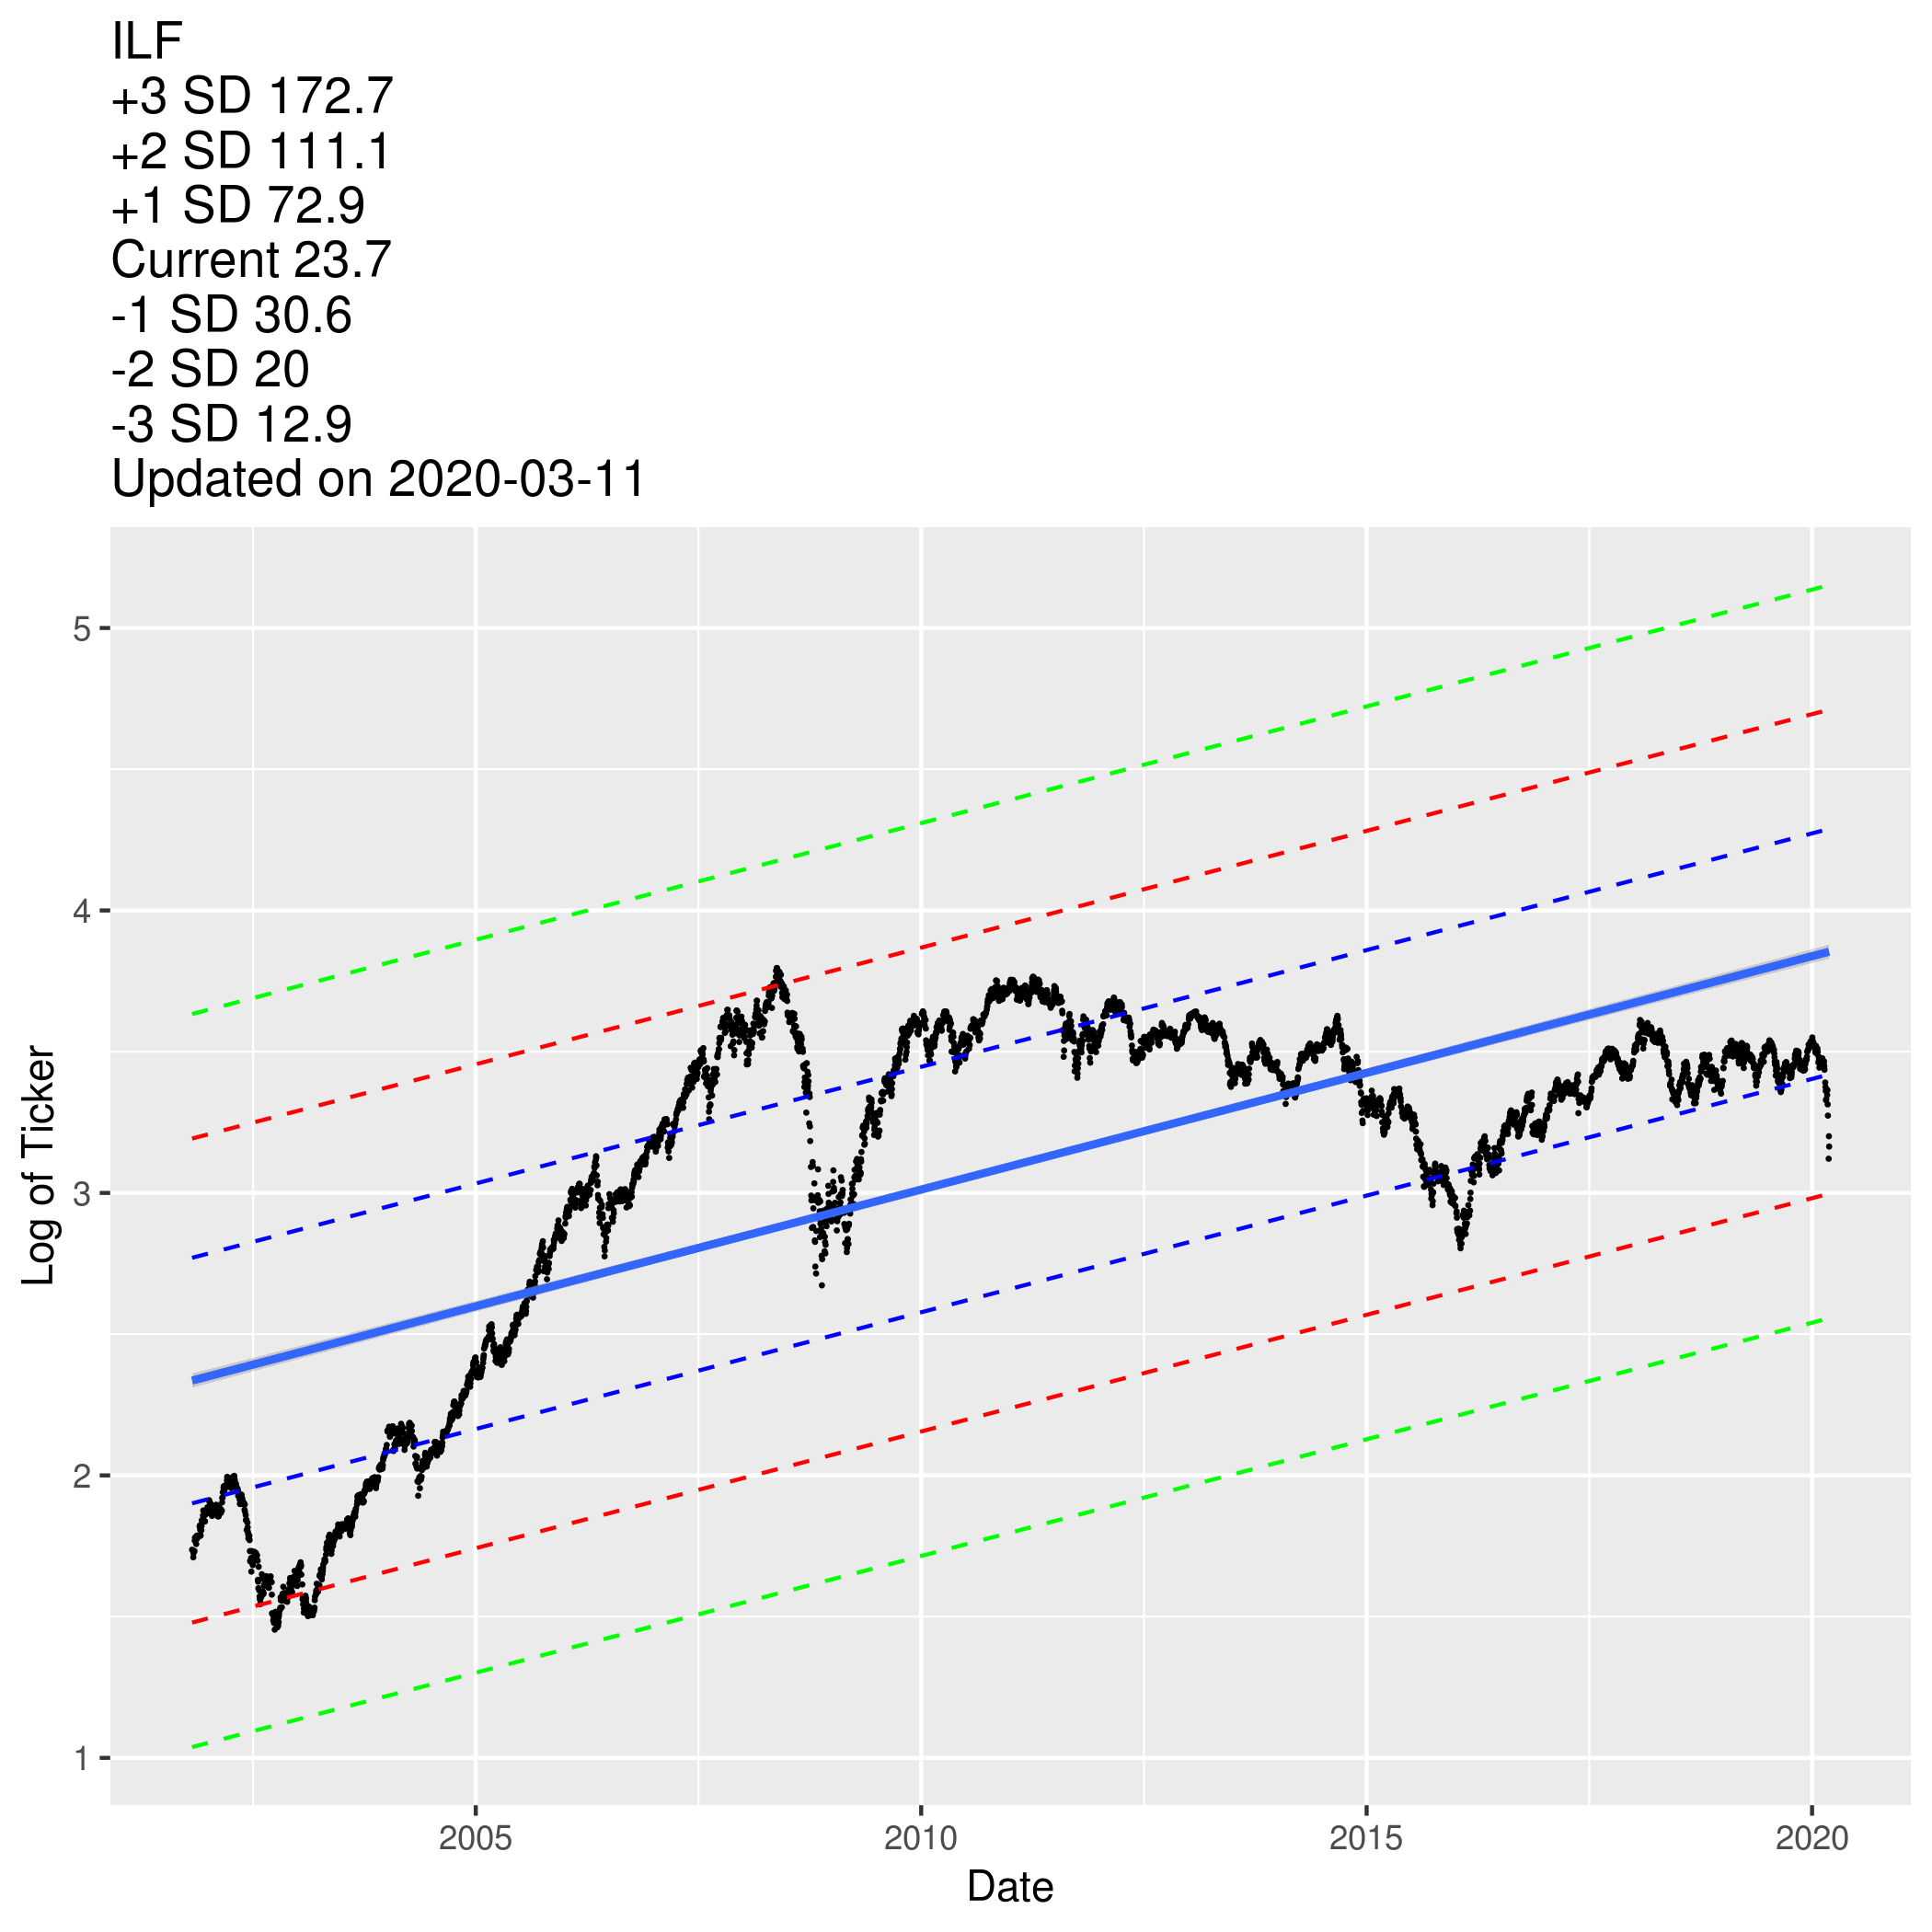 ILF
+3 SD 172.7
+2 SD 111.1
+1 SD 72.9
Current 23.7
-1 SD 30.6
-2 SD 20
-3 SD 12.9
Updated on 2020-03-11
5
4
3
2
1
Log of Ticker
2005 2010 2015 2020
Date